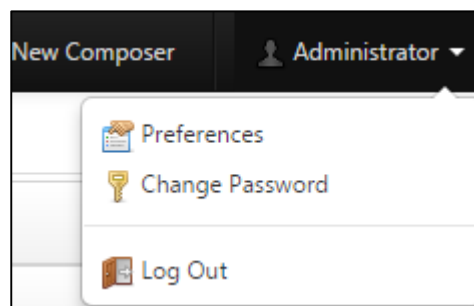 New Composer
Administrator
Preferences
Change Password
Log Out